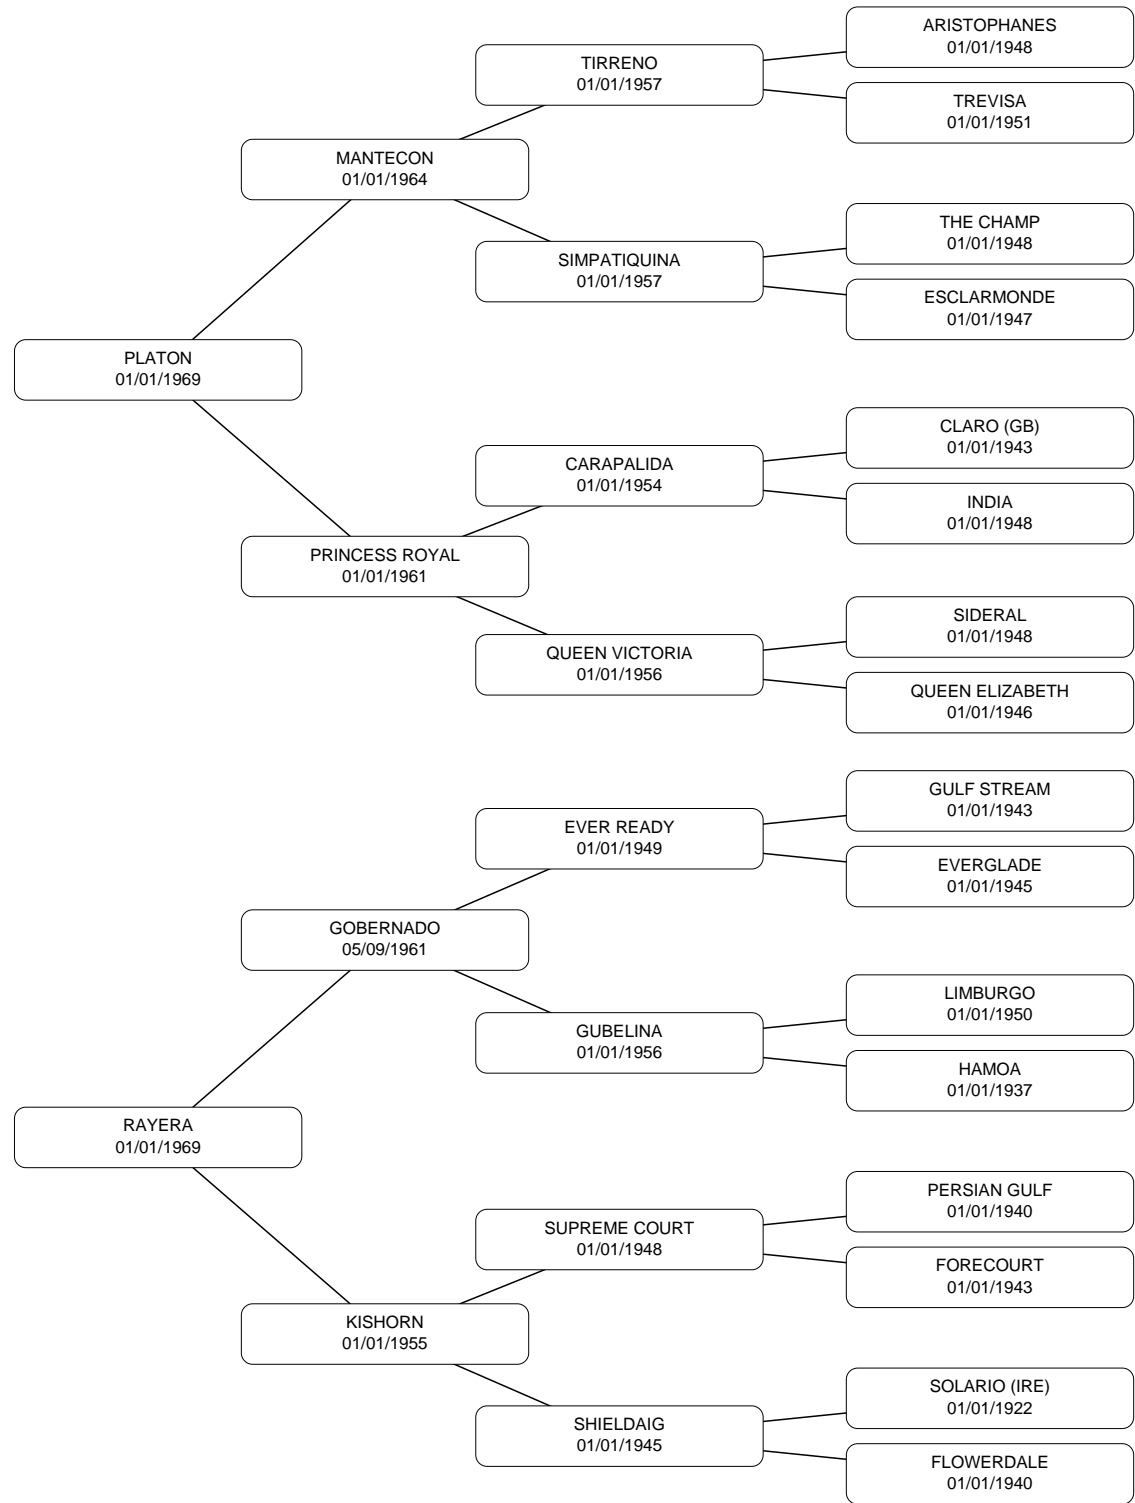 ARISTOPHANES
01/01/1948
TIRRENO
01/01/1957
TREVISA
01/01/1951
MANTECON
01/01/1964
THE CHAMP
01/01/1948
SIMPATIQUINA
01/01/1957
ESCLARMONDE
01/01/1947
PLATON
01/01/1969
CLARO (GB)
01/01/1943
CARAPALIDA
01/01/1954
INDIA
01/01/1948
PRINCESS ROYAL
01/01/1961
SIDERAL
01/01/1948
QUEEN VICTORIA
01/01/1956
QUEEN ELIZABETH
01/01/1946
GULF STREAM
01/01/1943
EVER READY
01/01/1949
EVERGLADE
01/01/1945
GOBERNADO
05/09/1961
LIMBURGO
01/01/1950
GUBELINA
01/01/1956
HAMOA
01/01/1937
RAYERA
01/01/1969
PERSIAN GULF
01/01/1940
SUPREME COURT
01/01/1948
FORECOURT
01/01/1943
KISHORN
01/01/1955
SOLARIO (IRE)
01/01/1922
SHIELDAIG
01/01/1945
FLOWERDALE
01/01/1940